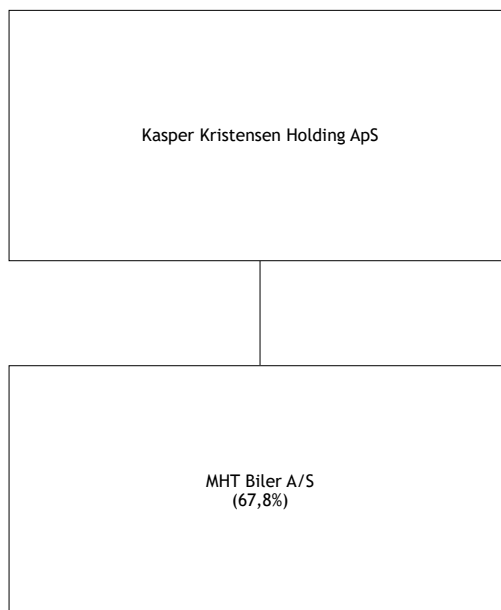 Kasper Kristensen Holding ApS
MHT Biler A/S
(67,8%)